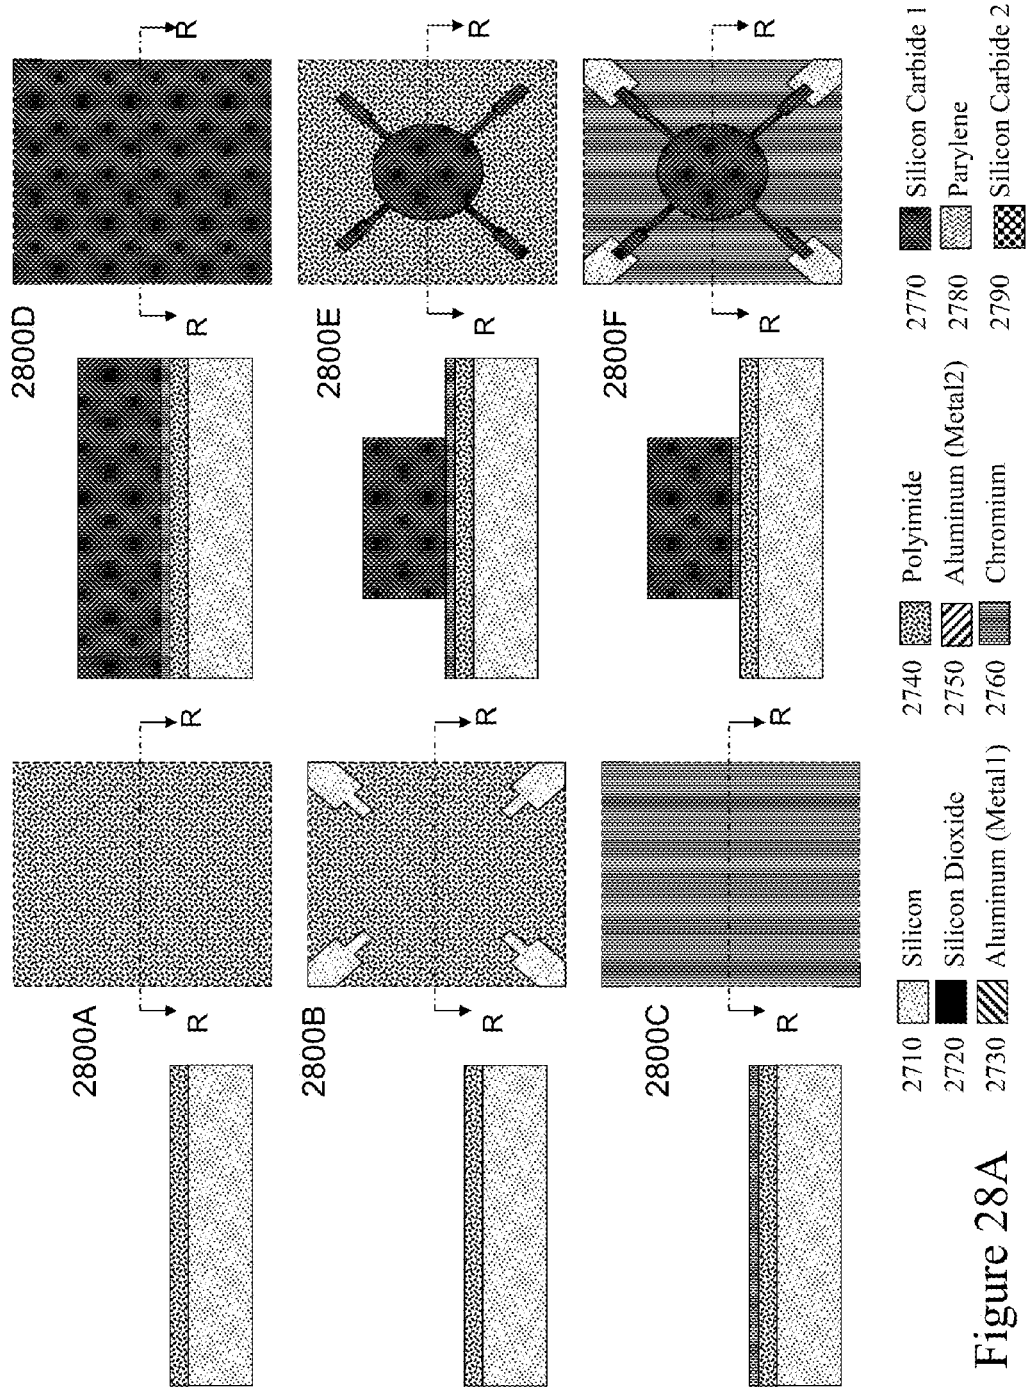 2800A
R
R
2800B
R
R
2800C
R
R
2800D
R
R
2800E
R
R
2800F
R
R
2710 Silicon
2720 Silicon Dioxide
2730 Aluminum (Metal1)
2740 Polyimide
2750 Aluminum (Metal2)
2760 Chromium
2770 Silicon Carbide 1
2780 Parylene
2790 Silicon Carbide 2
Figure 28A